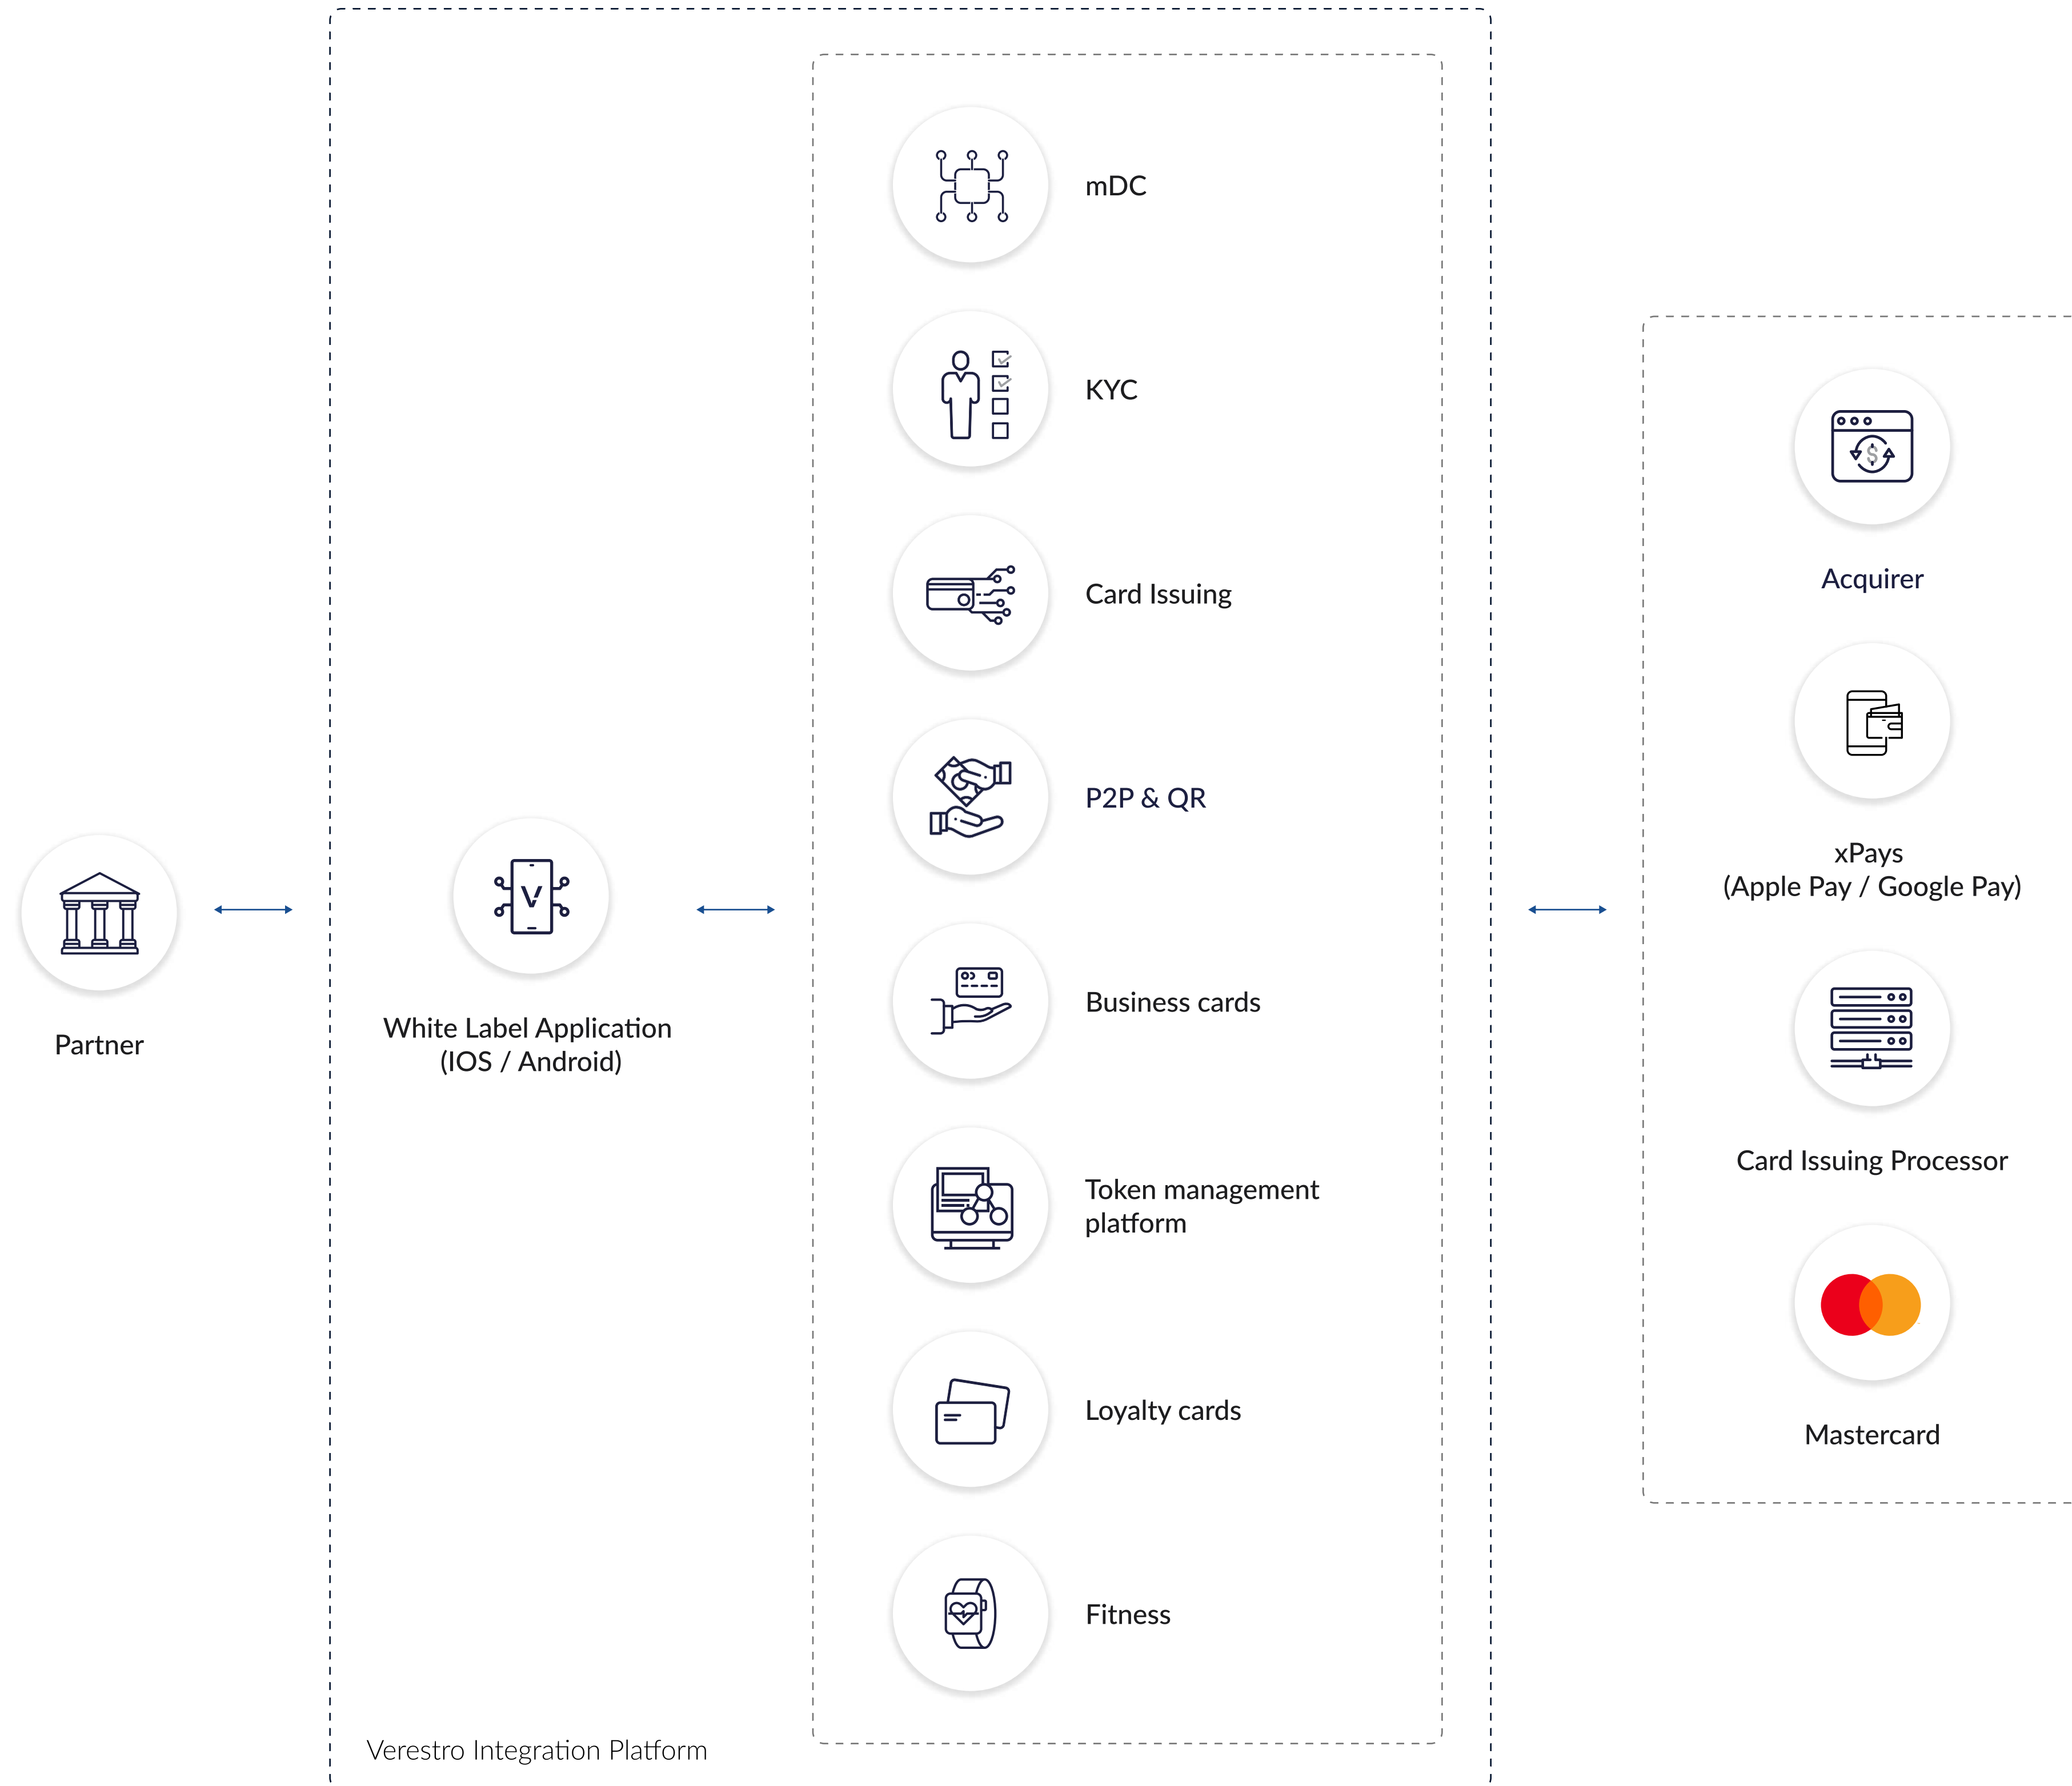 Partner
White Label Application
(IOS / Android)
mDC
KYC
Card Issuing
P2P & QR
Business cards
Token management
platform
Loyalty cards
Fitness
Verestro Integration Platform
Acquirer
$
xPays
(Apple Pay / Google Pay)
Card Issuing Processor
Mastercard